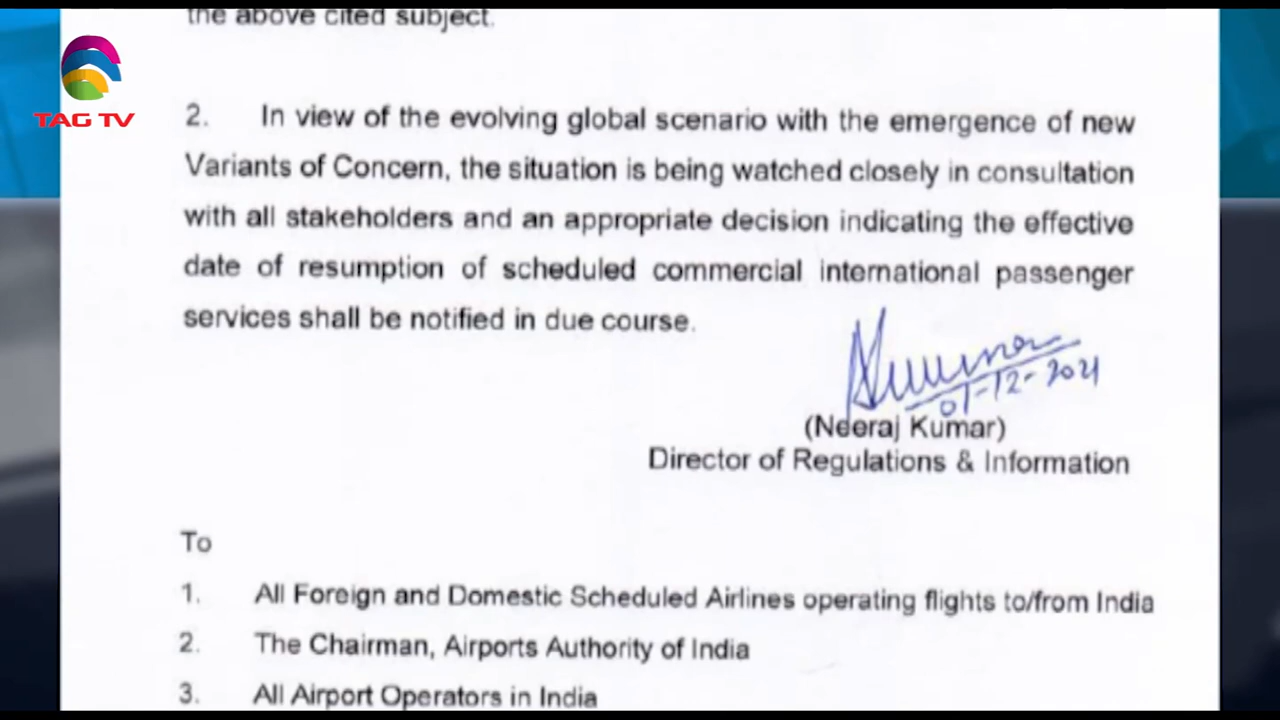 the above cited subject.
TAG TV
2. In view of the evolving global scenario with the emergence of new
Variants of Concern, the situation is being watched closely in consultation
with all stakeholders and an appropriate decision indicating the effective
date of resumption of scheduled commercial international passenger
services shall be notified in due course.
01-12-2021
(Neeraj Kumar)
Director of Regulations & Information
To
1. All Foreign and Domestic Scheduled Airlines operating flights to/from India
2. The Chairman, Airports Authority of India
3. All Airport Operators in India